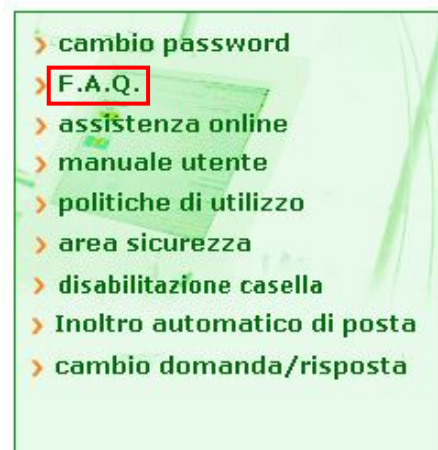 cambio password
F.A.Q.
assistenza online
manuale utente
politiche di utilizzo
area sicurezza
disabilitazione casella
Inoltro automatico di posta
cambio domanda/risposta